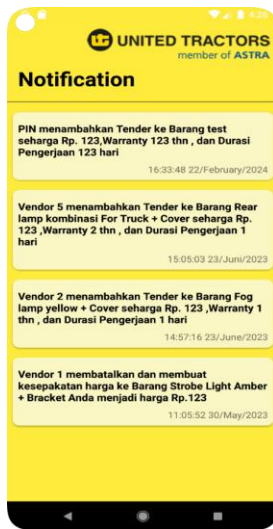 4:28
UNITED TRACTORS
member of ASTRA
Notification
PIN menambahkan Tender ke Barang test
seharga Rp. 123,Warranty 123 thn , dan Durasi
Pengerjaan 123 hari
16:33:48 22/February/2024
Vendor 5 menambahkan Tender ke Barang Rear
lamp kombinasi For Truck + Cover seharga Rp.
123 ,Warranty 2 thn , dan Durasi Pengerjaan 1
hari
15:05:03 23/Juni/2023
Vendor 2 menambahkan Tender ke Barang Fog
lamp yellow + Cover seharga Rp. 123 ,Warranty 1
thn , dan Durasi Pengerjaan 1 hari
14:57:16 23/June/2023
Vendor 1 membatalkan dan membuat
kesepakatan harga ke Barang Strobe Light Amber
+ Bracket Anda menjadi harga Rp.123
11:05:52 30/May/2023